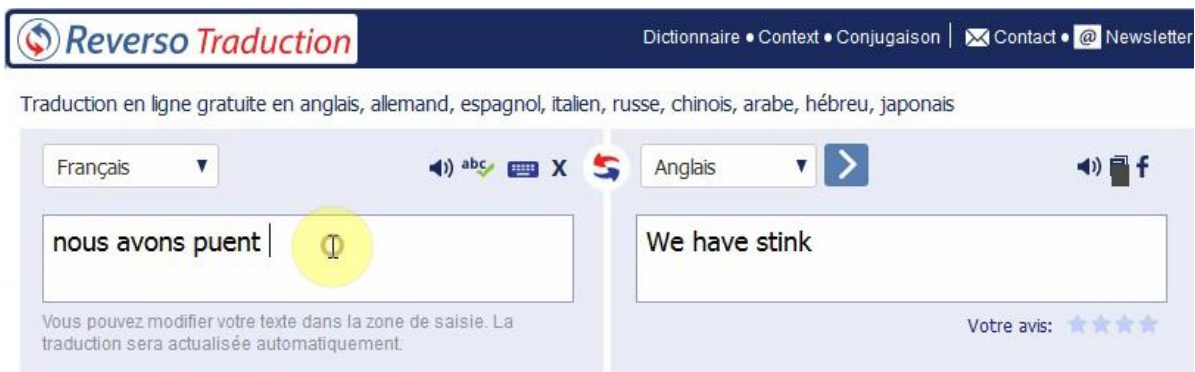 Reverso Traduction
Dictionnaire • Context • Conjugaison | Contact • @ Newsletter
Traduction en ligne gratuite en anglais, allemand, espagnol, italien, russe, chinois, arabe, hébreu, japonais
Français ▼ abc X Anglais ▼ > f
nous avons puent
We have stink
Vous pouvez modifier votre texte dans la zone de saisie. La
traduction sera actualisée automatiquement.
Votre avis: